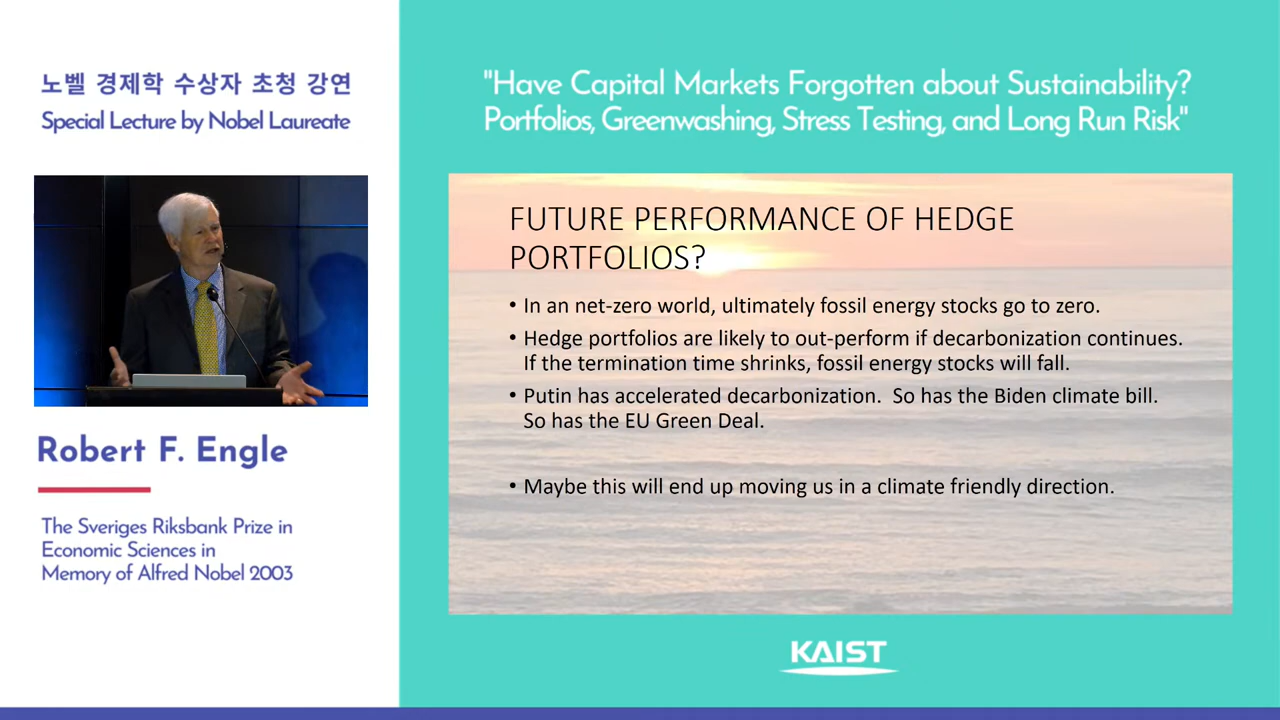 노벨 경제학 수상자 초청 강연
Special Lecture by Nobel Laureate
Robert F. Engle
The Sveriges Riksbank Prize in
Economic Sciences in
Memory of Alfred Nobel 2003
"Have Capital Markets Forgotten about Sustainability?
Portfolios, Greenwashing, Stress Testing, and Long Run Risk"
FUTURE PERFORMANCE OF HEDGE
PORTFOLIOS?
• In an net-zero world, ultimately fossil energy stocks go to zero.
• Hedge portfolios are likely to out-perform if decarbonization continues.
If the termination time shrinks, fossil energy stocks will fall.
• Putin has accelerated decarbonization.  So has the Biden climate bill.
So has the EU Green Deal.
• Maybe this will end up moving us in a climate friendly direction.
KAIST